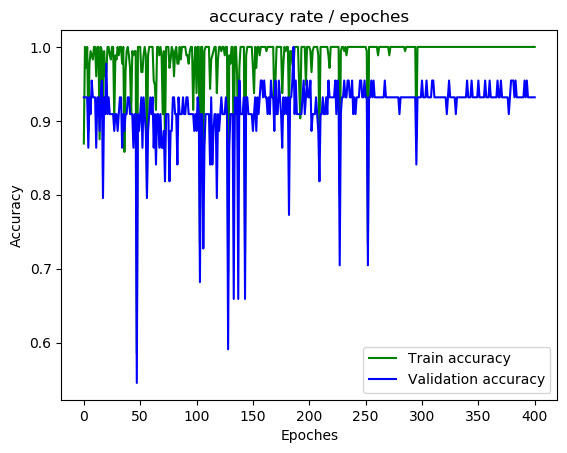 accuracy rate / epoches
1.0
0.9
0.8
0.7
0.6
Accuracy
Train accuracy
Validation accuracy
0 50 100 150 200 250 300 350 400
Epoches